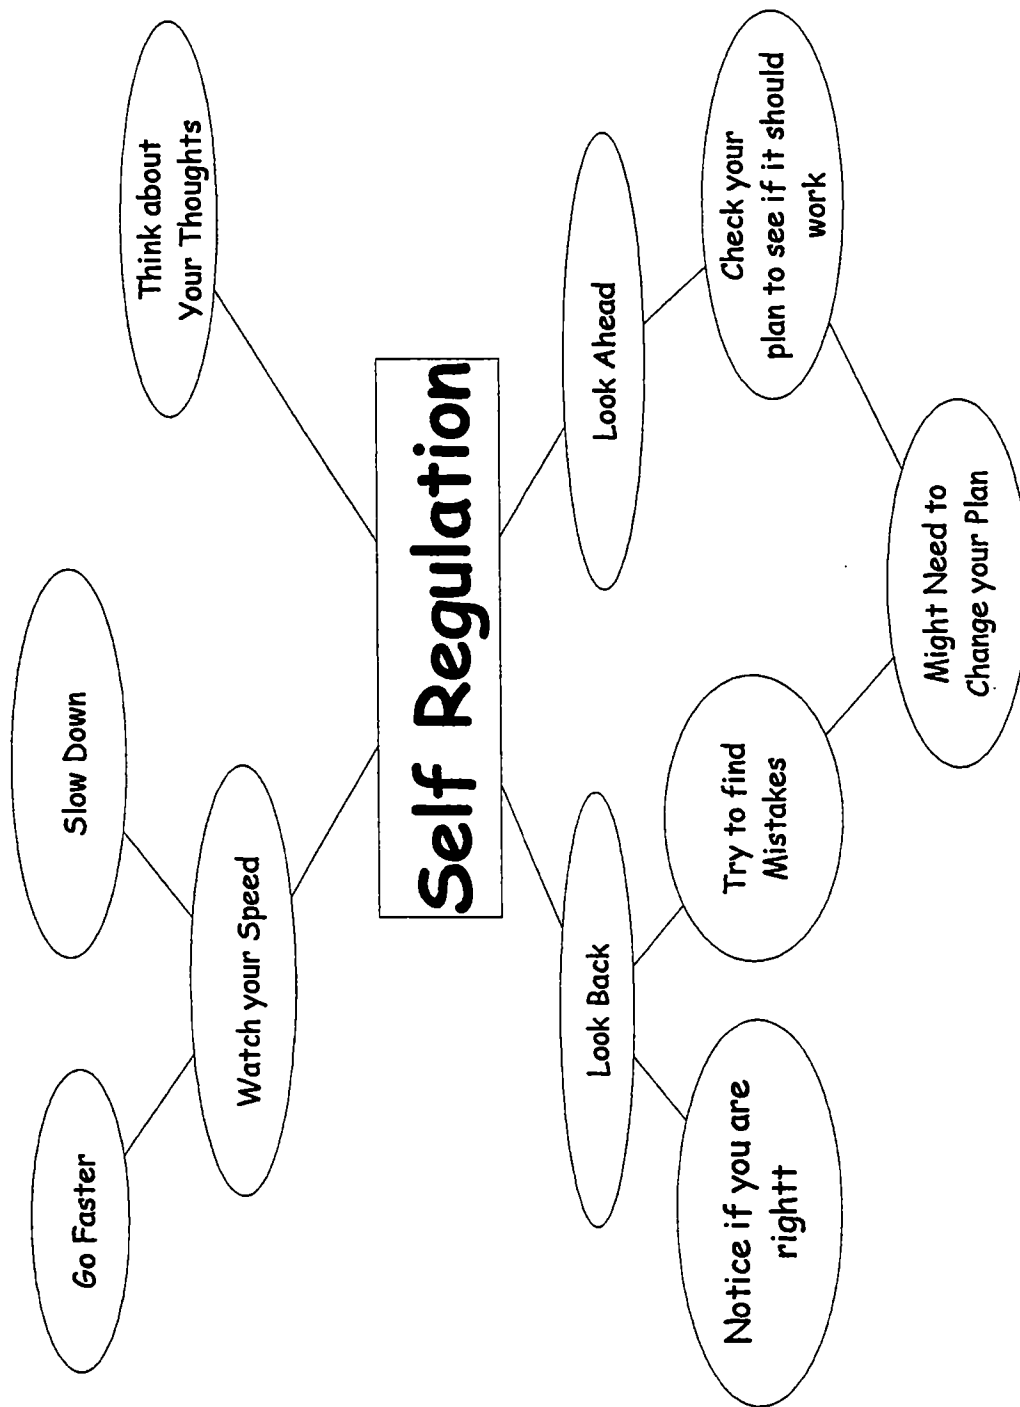 Go Faster
Slow Down
Watch your Speed
Think about
Your Thoughts
Self Regulation
Look Back
Look Ahead
Notice if you are
rightt
Try to find
Mistakes
Check your
plan to see if it should
work
Might Need to
Change your Plan